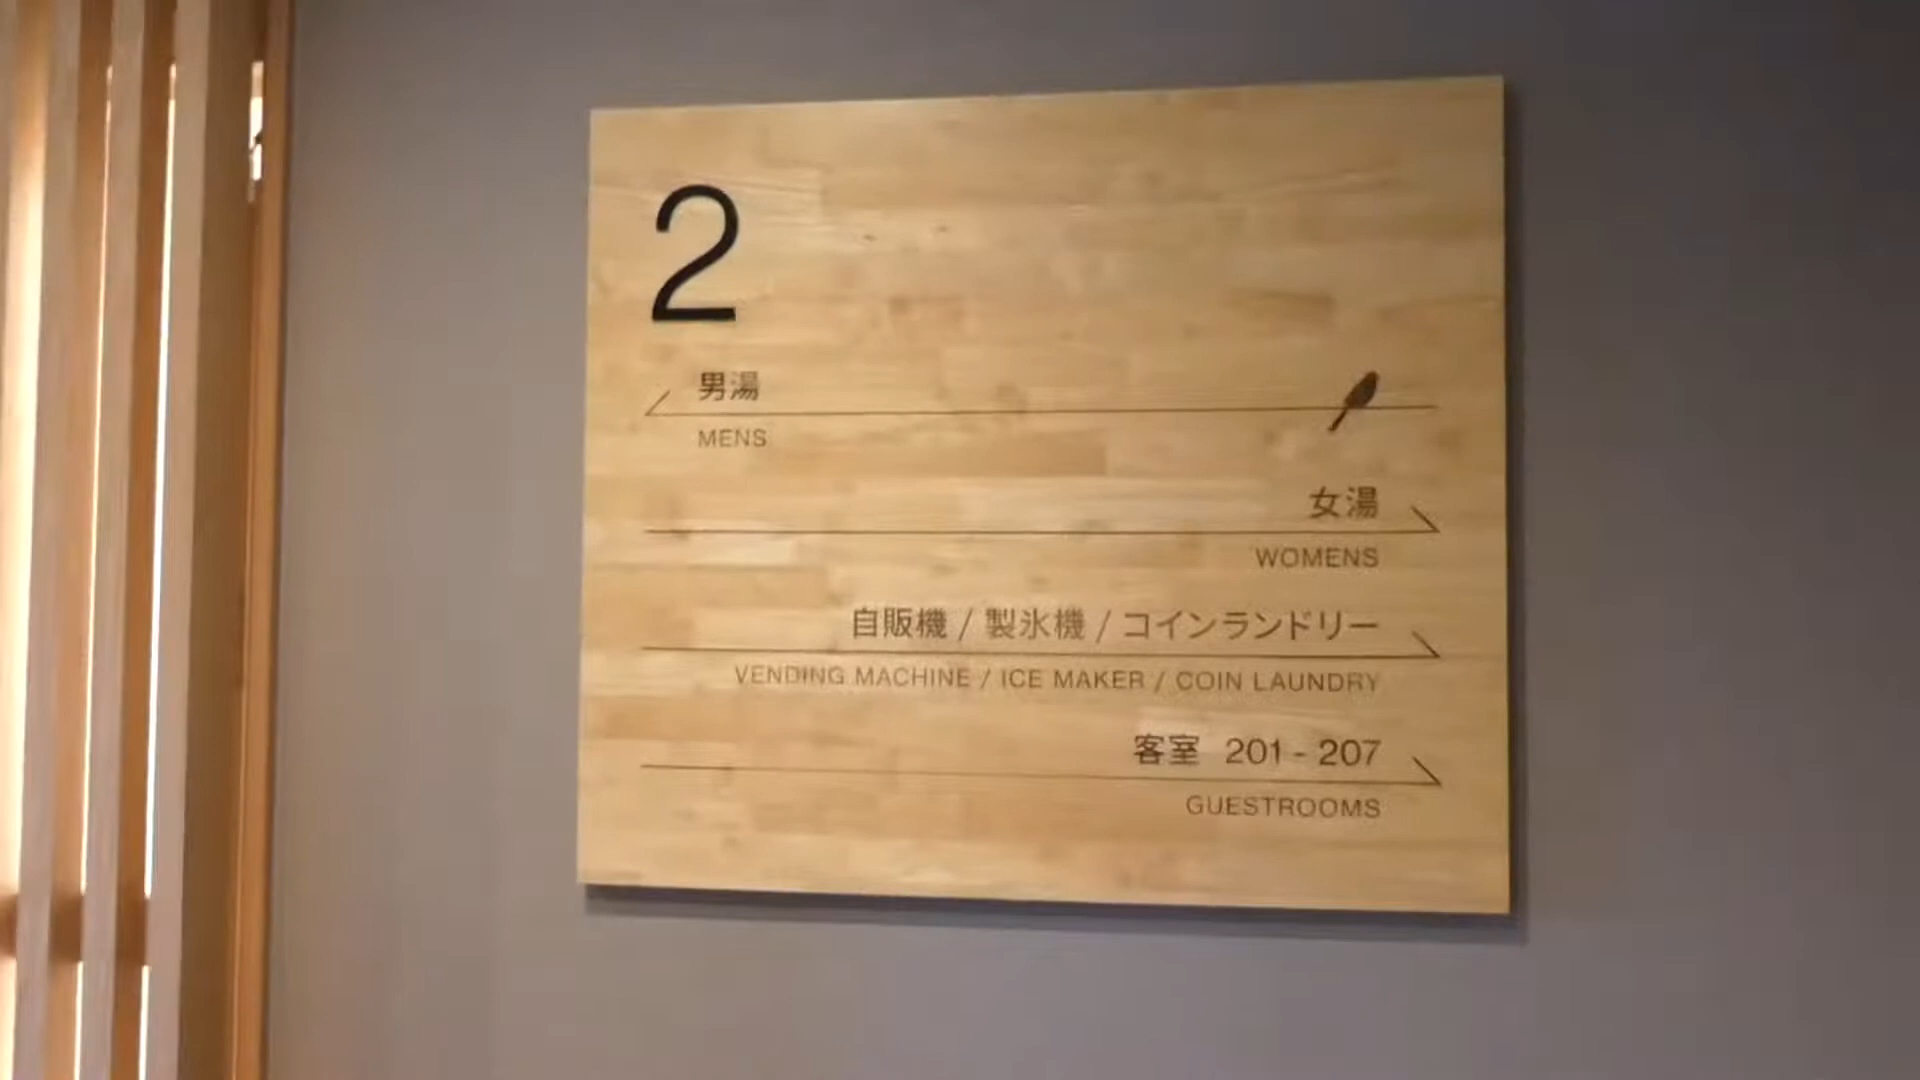 2
男湯
MENS
女湯
WOMENS
自販機 / 製氷機 / コインランドリー
VENDING MACHINE / ICE MAKER / COIN LAUNDRY
客室 201 - 207
GUESTROOMS